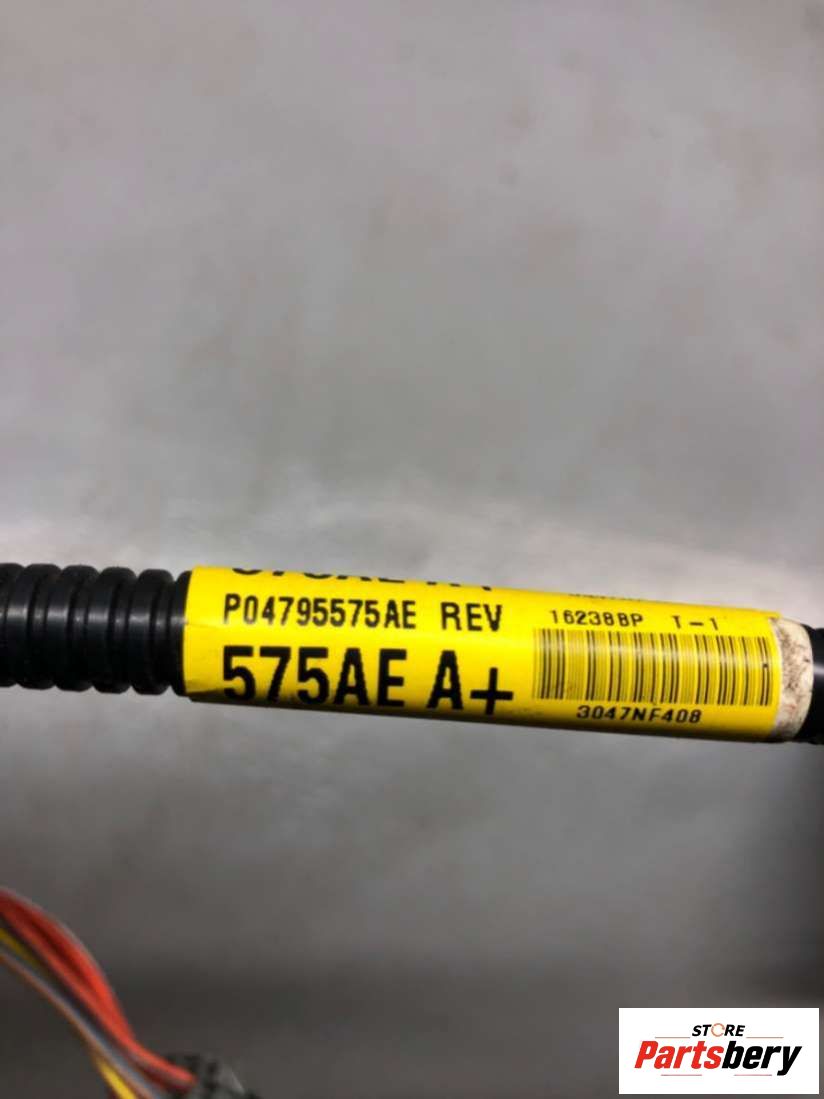 P04795575AE REV
16238BP T-1
575AE A+
3047NF408
STORE
Partsbery